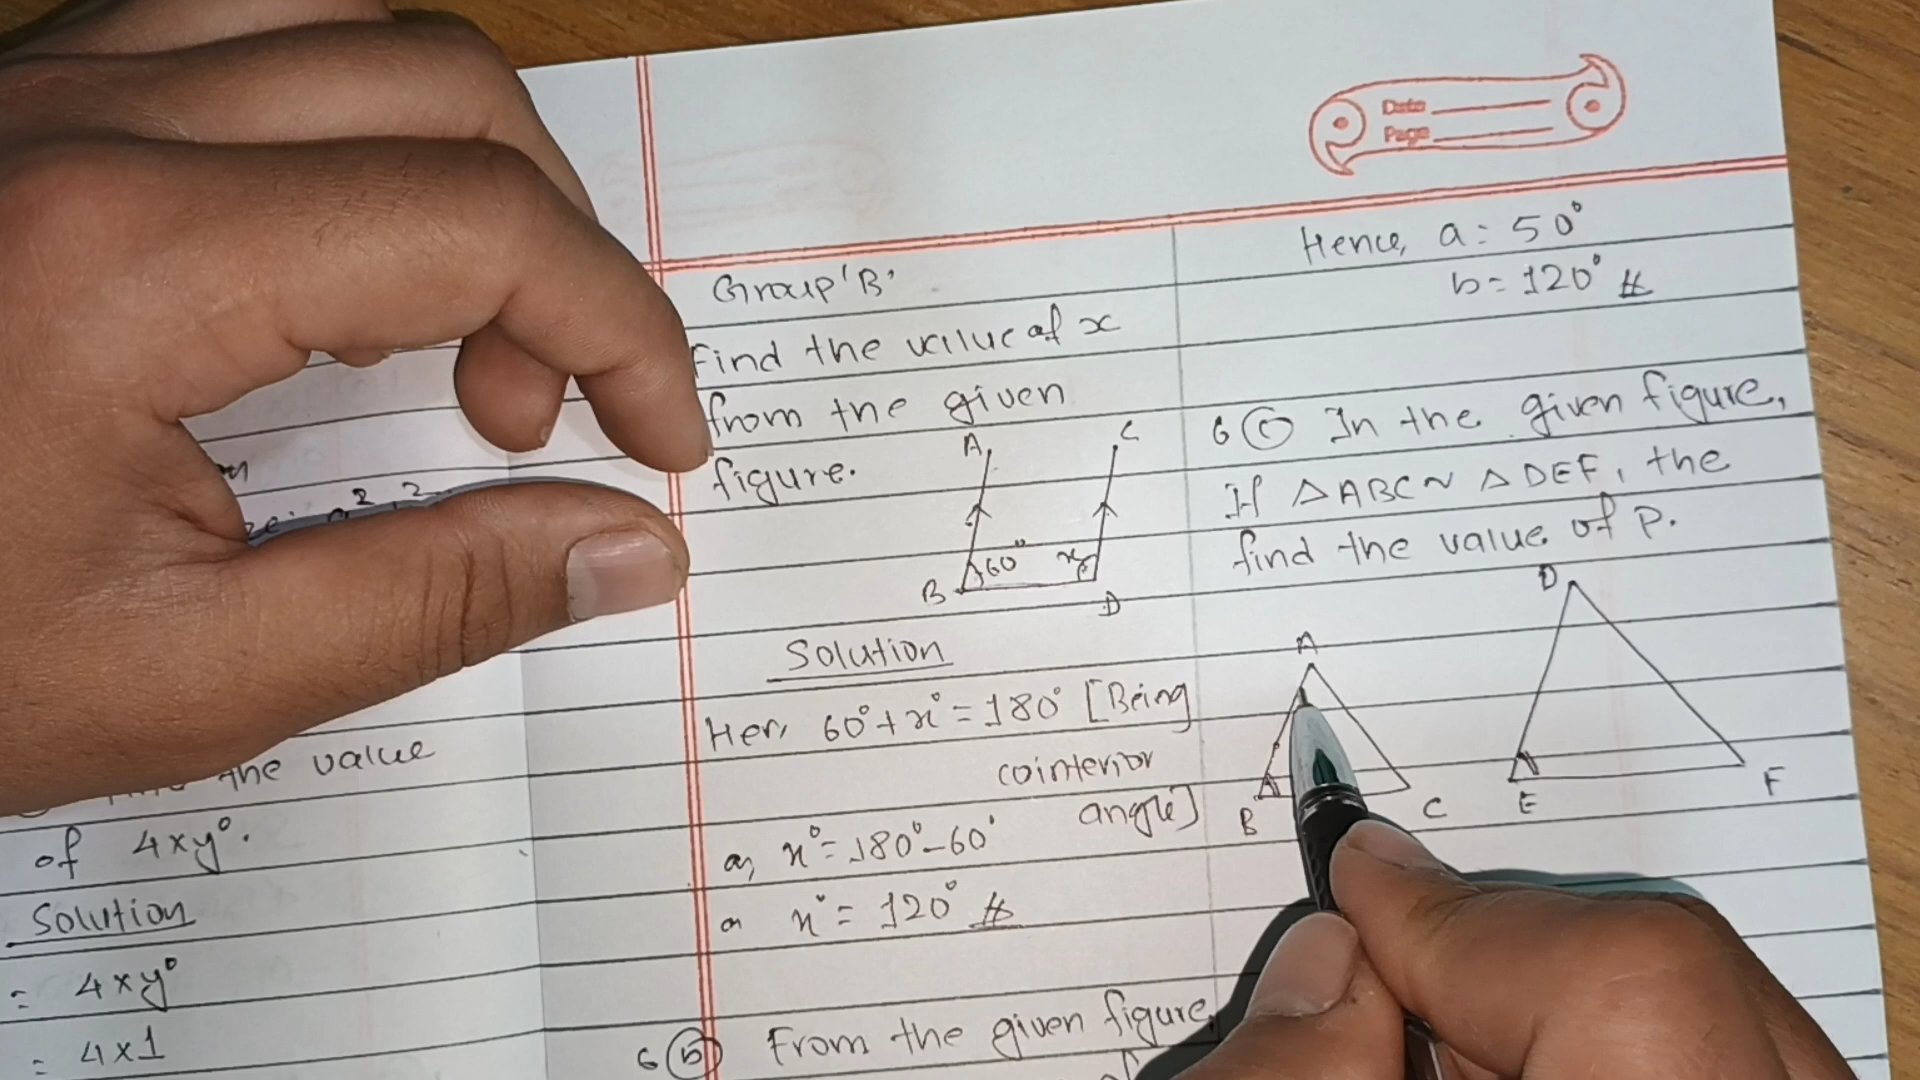 the value
of 4xy°.
Solution
= 4xy°
= 4x1
Date
Page
Group 'B'
Find the value of x
from the given
figure.
A
C
60°
x
B
D
Solution
Her, 60°+x°=180° [Being
cointerior
angle]
or, x°=180°-60°
or x°= 120°
6 (b) From the given figure,
Hence, a= 50°
b= 120°
6 (c) In the given figure,
If △ABC~ △DEF, the
find the value of P.
A
B
C
D
E
F